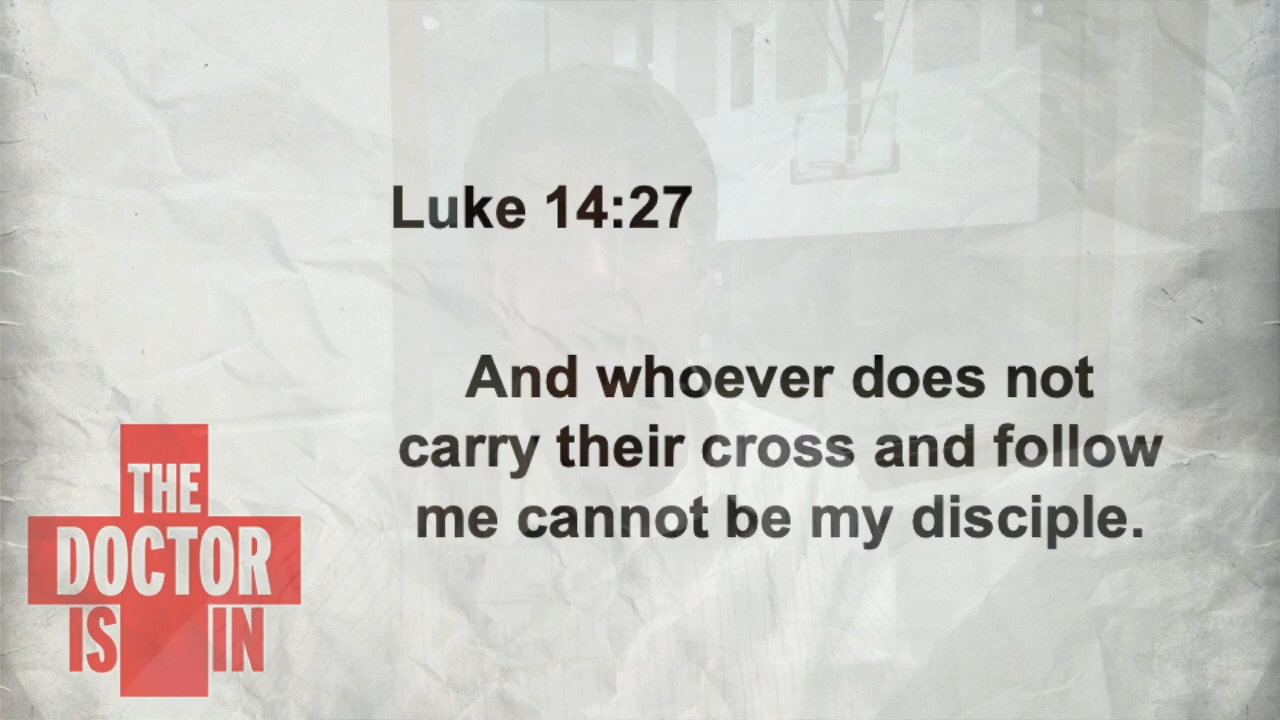 Luke 14:27
And whoever does not
carry their cross and follow
me cannot be my disciple.
THE
DOCTOR
IS IN